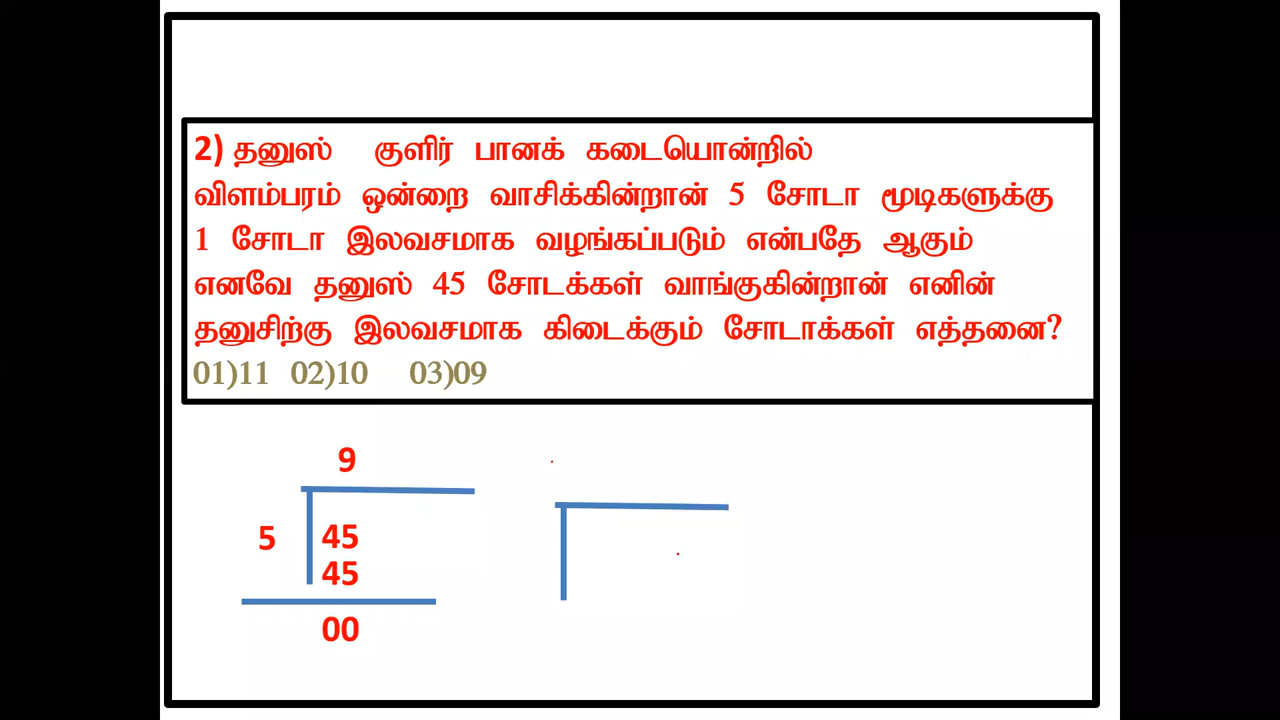 2) தனுஸ் குளிர் பானக் கடையொன்றில்
விளம்பரம் ஒன்றை வாசிக்கின்றான் 5 சோடா மூடிகளுக்கு
1 சோடா இலவசமாக வழங்கப்படும் என்பதே ஆகும்
எனவே தனுஸ் 45 சோடக்கள் வாங்குகின்றான் எனின்
தனுசிற்கு இலவசமாக கிடைக்கும் சோடாக்கள் எத்தனை?
01)11 02)10 03)09
9
5 45
45
00